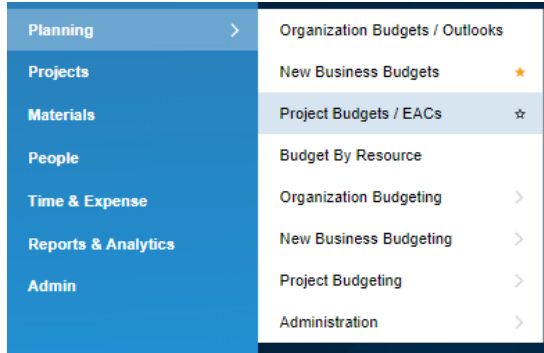 Planning
Projects
Materials
People
Time & Expense
Reports & Analytics
Admin
Organization Budgets / Outlooks
New Business Budgets
Project Budgets / EACs
Budget By Resource
Organization Budgeting
New Business Budgeting
Project Budgeting
Administration